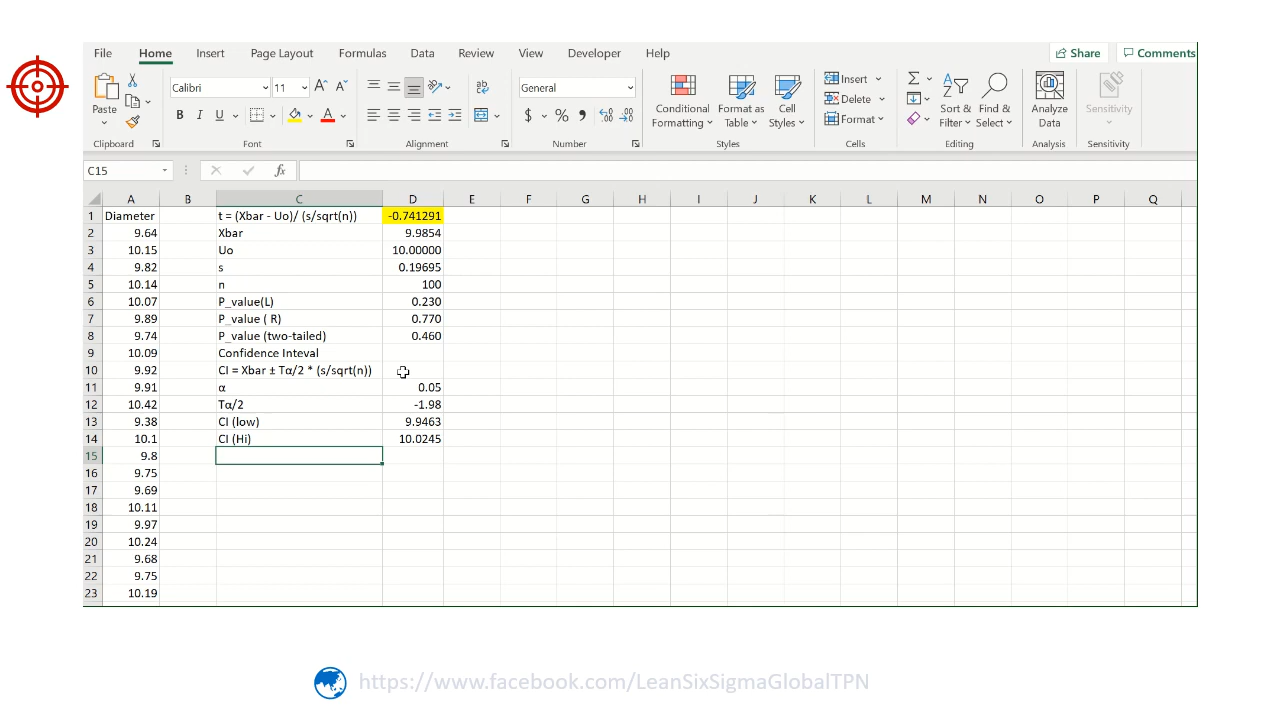 File Home Insert Page Layout Formulas Data Review View Developer Help Share Comments
Paste Calibri 11 A A ab General Conditional Formatting Format as Table Cell Styles Insert Delete Format Σ Sort & Filter Find & Select Analyze Data Sensitivity
B I U A $ % 9
Clipboard Font Alignment Number Styles Cells Editing Analysis Sensitivity
C15 fx
A B C D E F G H I J K L M N O P Q
1 Diameter t = (Xbar - Uo)/ (s/sqrt(n)) -0.741291
2 9.64 Xbar 9.9854
3 10.15 Uo 10.00000
4 9.82 s 0.19695
5 10.14 n 100
6 10.07 P_value(L) 0.230
7 9.89 P_value ( R) 0.770
8 9.74 P_value (two-tailed) 0.460
9 10.09 Confidence Inteval
10 9.92 CI = Xbar ± Tα/2 * (s/sqrt(n))
11 9.91 α 0.05
12 10.42 Tα/2 -1.98
13 9.38 CI (low) 9.9463
14 10.1 CI (Hi) 10.0245
15 9.8
16 9.75
17 9.69
18 10.11
19 9.97
20 10.24
21 9.68
22 9.75
23 10.19
https://www.facebook.com/LeanSixSigmaGlobalTPN